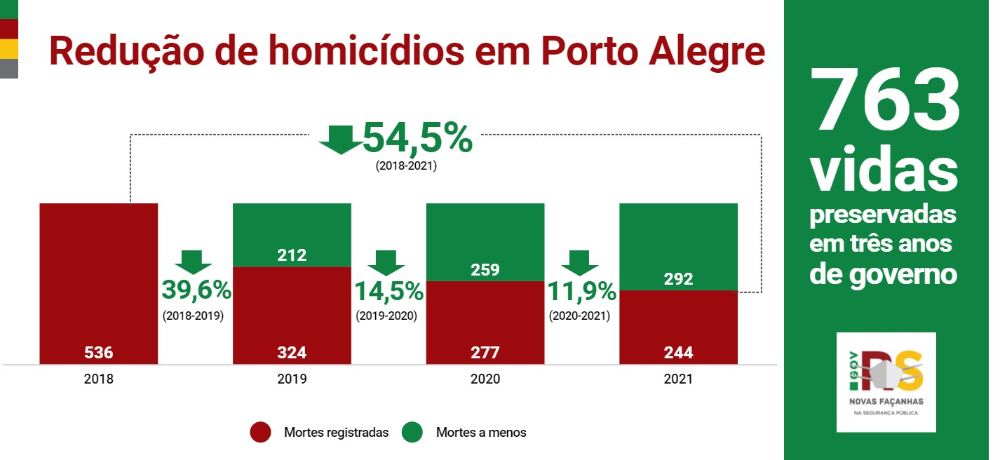 Redução de homicídios em Porto Alegre
54,5%
(2018-2021)
212
259
292
39,6%
(2018-2019)
14,5%
(2019-2020)
11,9%
(2020-2021)
536
324
277
244
2018
2019
2020
2021
Mortes registradas
Mortes a menos
763
vidas
preservadas
em três anos
de governo
GOV
RS
NOVAS FAÇANHAS
NA SEGURANÇA PÚBLICA